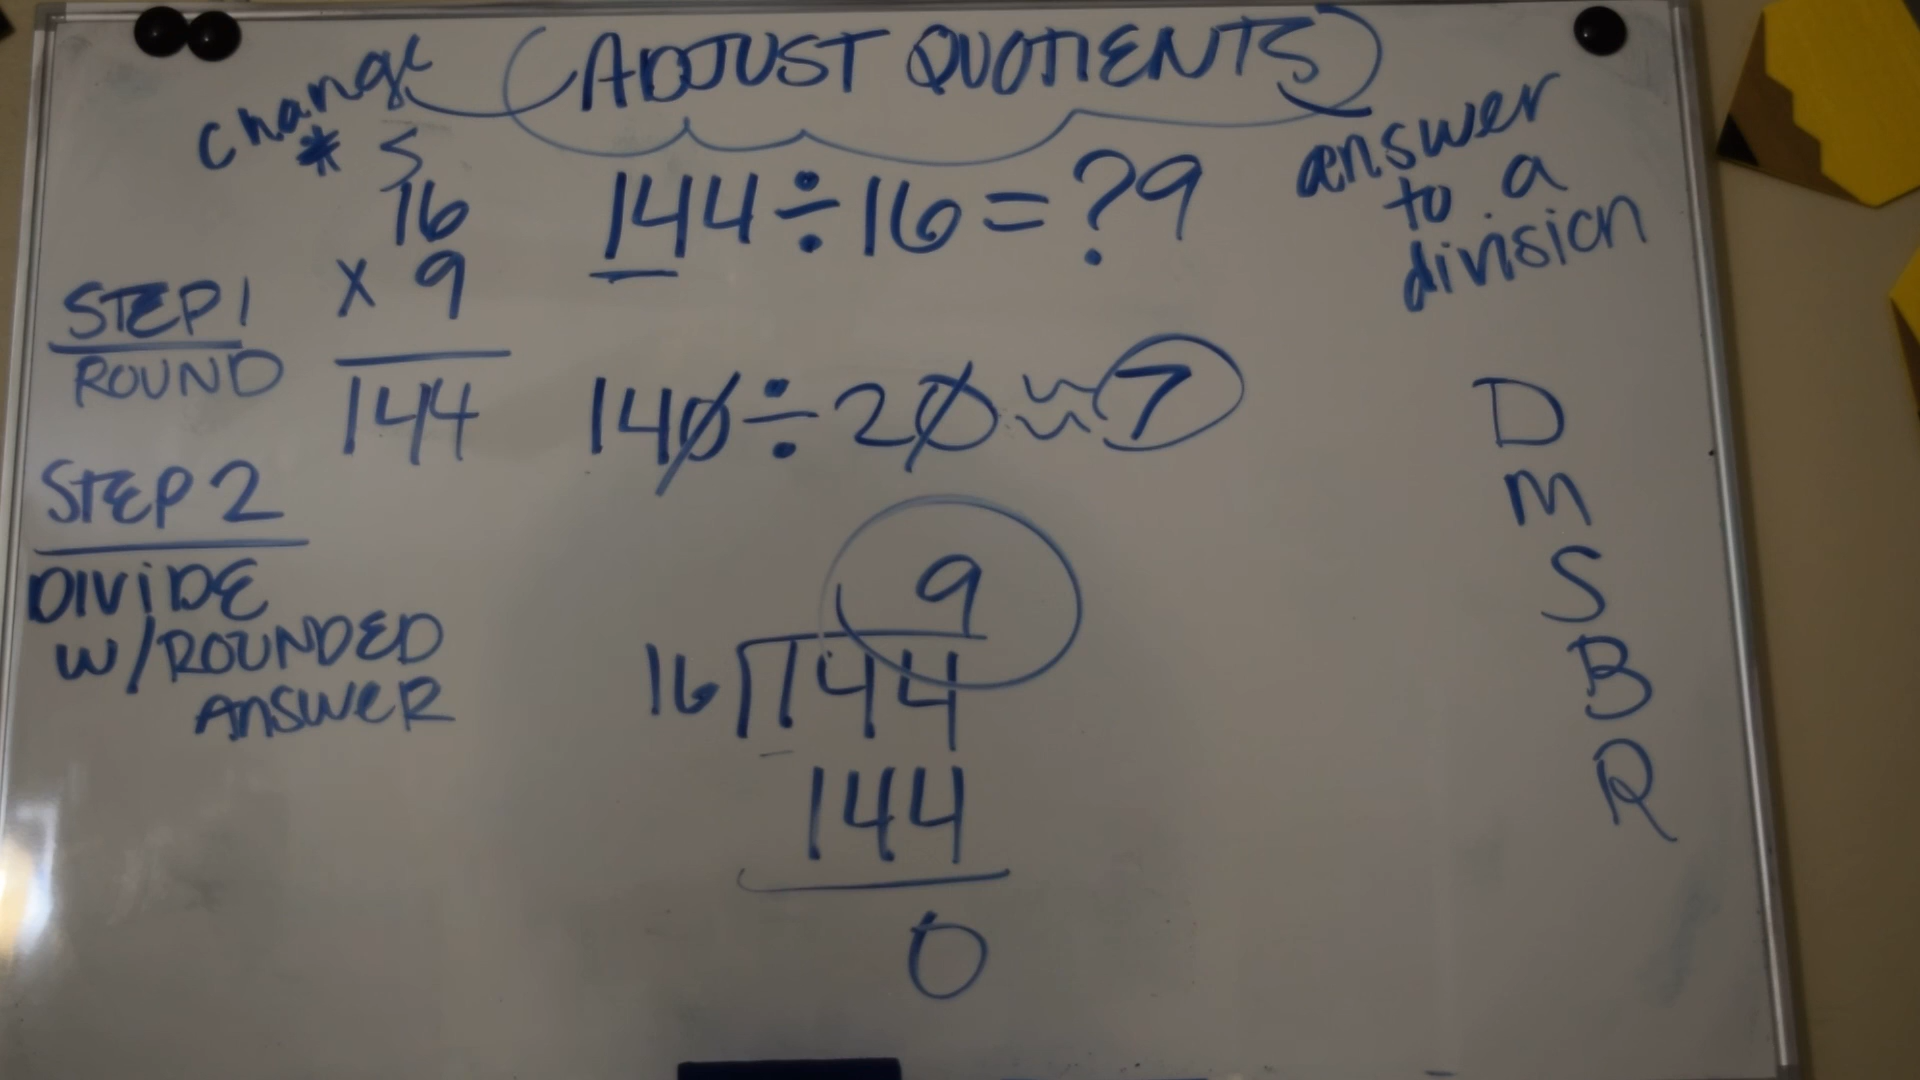 ADJUST QUOTIENTS
change
*
answer
to a
division
5
16
x 9
144
144 ÷ 16 = ? 9
STEP 1
ROUND
140 ÷ 20 ≈ 7
STEP 2
DIVIDE
W/ROUNDED
ANSWER
9
16 144
144
0
D
M
S
B
R